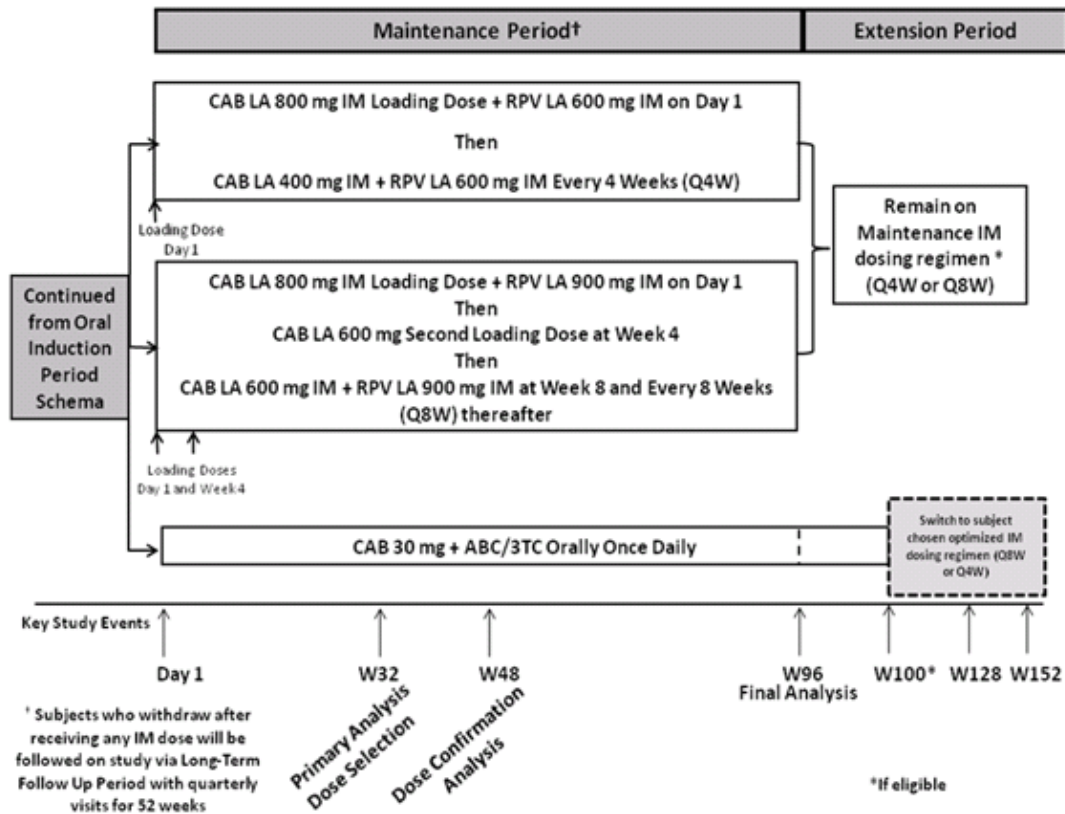 Maintenance Period†
Extension Period
CAB LA 800 mg IM Loading Dose + RPV LA 600 mg IM on Day 1
Then
CAB LA 400 mg IM + RPV LA 600 mg IM Every 4 Weeks (Q4W)
Loading Dose
Day 1
Remain on
Maintenance IM
dosing regimen *
(Q4W or Q8W)
Continued
from Oral
Induction
Period
Schema
CAB LA 800 mg IM Loading Dose + RPV LA 900 mg IM on Day 1
Then
CAB LA 600 mg Second Loading Dose at Week 4
Then
CAB LA 600 mg IM + RPV LA 900 mg IM at Week 8 and Every 8 Weeks
(Q8W) thereafter
Loading Doses
Day 1 and Week 4
CAB 30 mg + ABC/3TC Orally Once Daily
Switch to subject
chosen optimized IM
dosing regimen (Q8W
or Q4W)
Key Study Events
Day 1
W32
W48
W96
W100*
W128
W152
Primary Analysis
Dose Selection
Dose Confirmation
Analysis
Final Analysis
† Subjects who withdraw after
receiving any IM dose will be
followed on study via Long-Term
Follow Up Period with quarterly
visits for 52 weeks
*If eligible